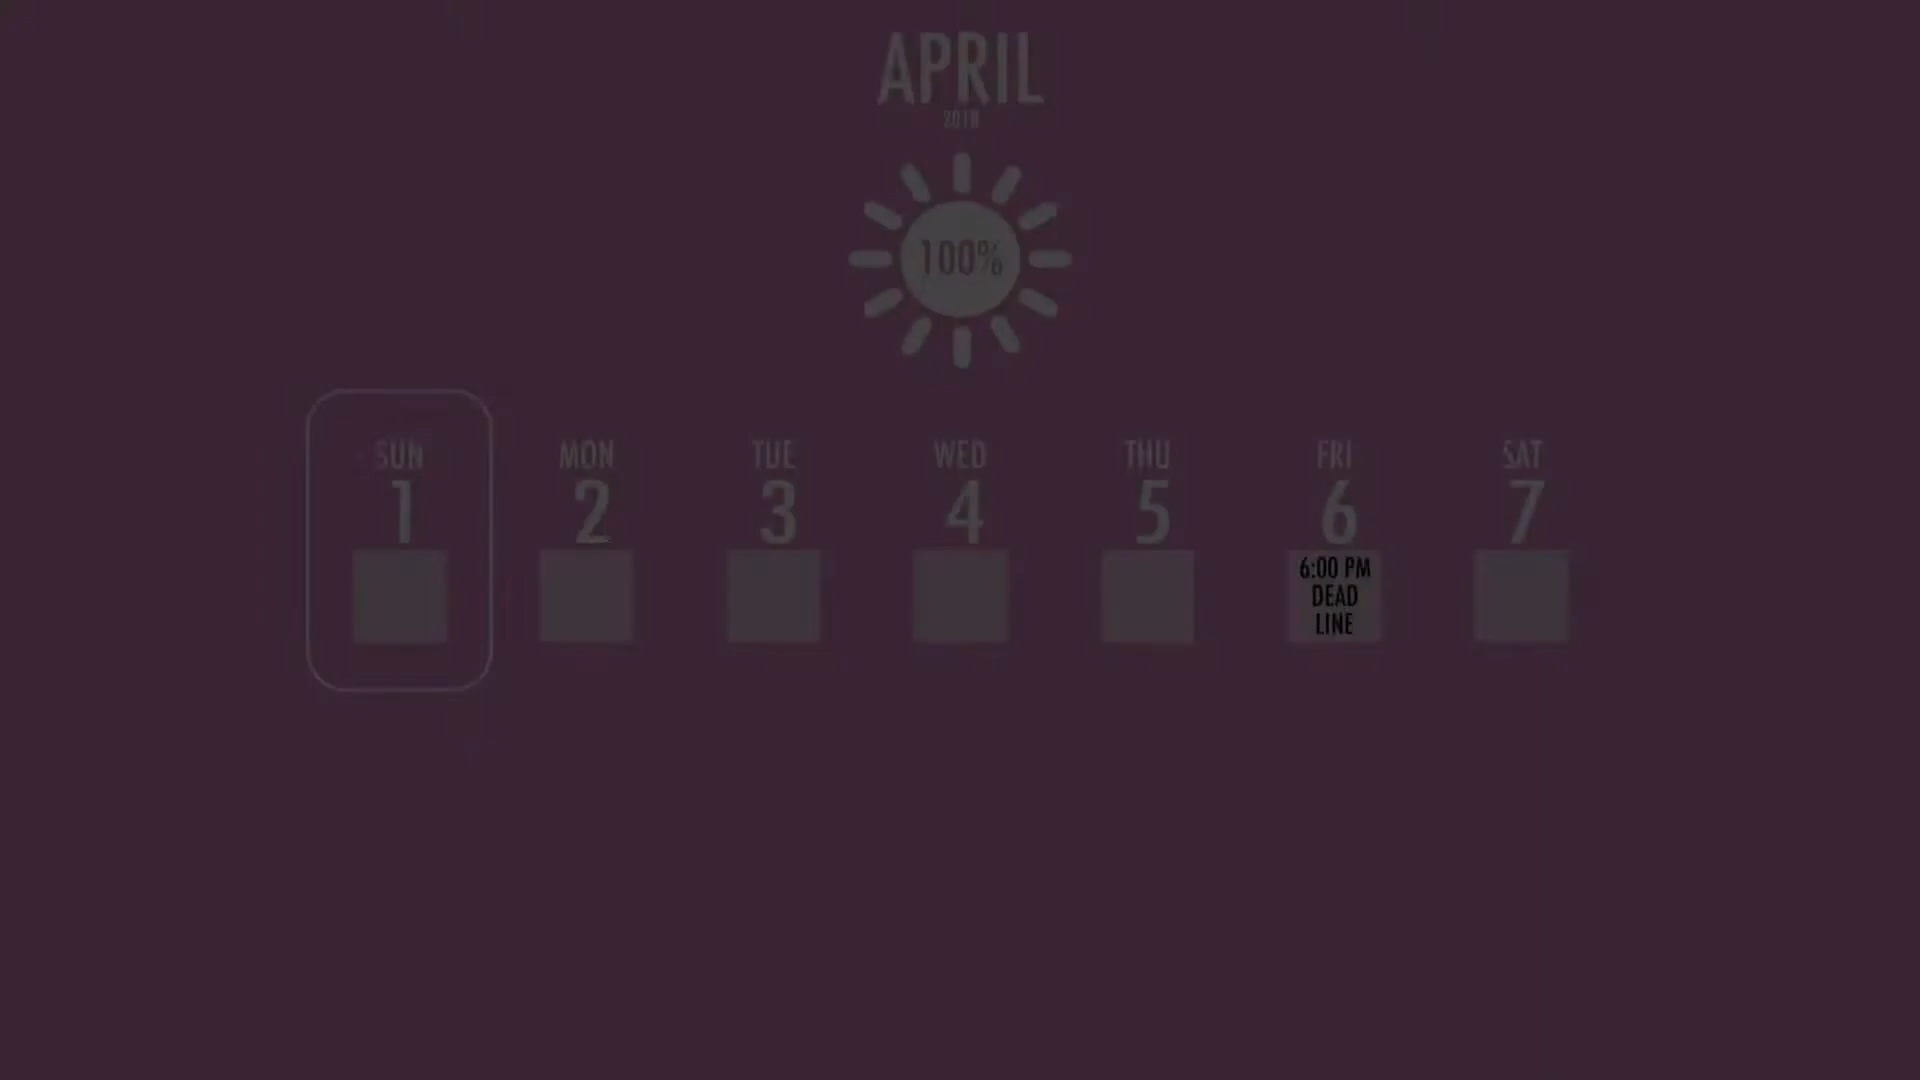 APRIL
2018
100%
SUN MON TUE WED THU FRI SAT
1 2 3 4 5 6 7
6:00 PM
DEAD
LINE